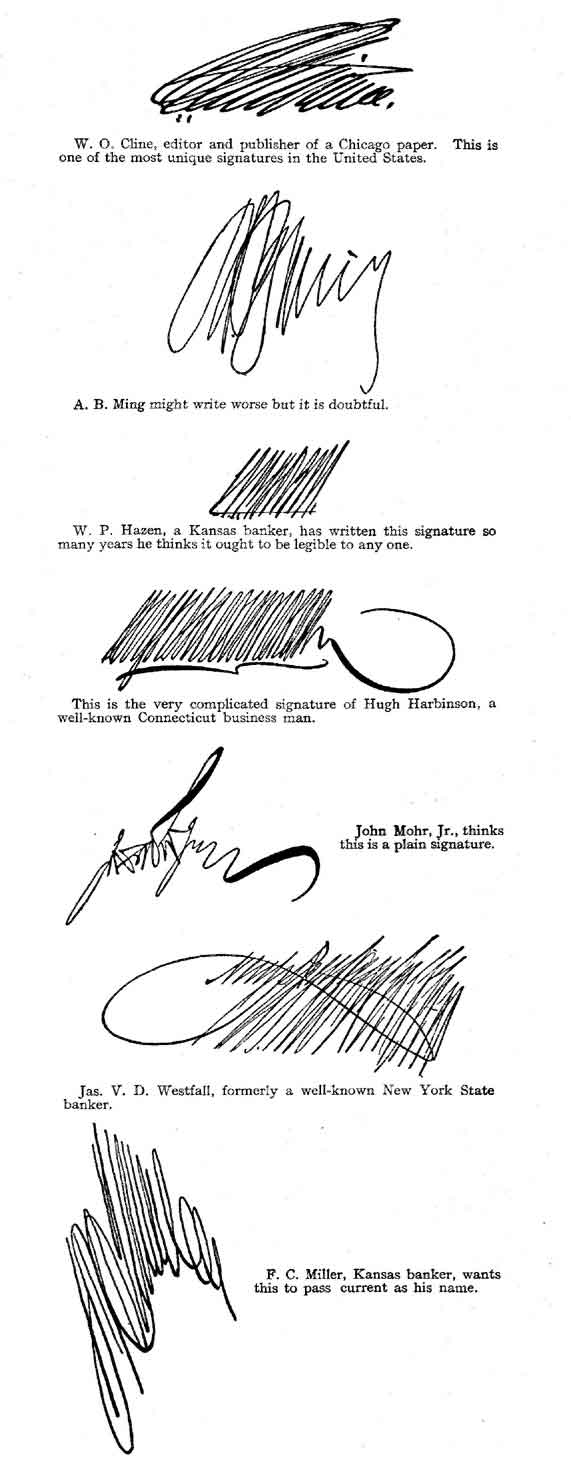 W. O. Cline, editor and publisher of a Chicago paper. This is
one of the most unique signatures in the United States.
A. B. Ming might write worse but it is doubtful.
W. P. Hazen, a Kansas banker, has written this signature so
many years he thinks it ought to be legible to any one.
This is the very complicated signature of Hugh Harbinson, a
well-known Connecticut business man.
John Mohr, Jr., thinks
this is a plain signature.
Jas. V. D. Westfall, formerly a well-known New York State
banker.
F. C. Miller, Kansas banker, wants
this to pass current as his name.